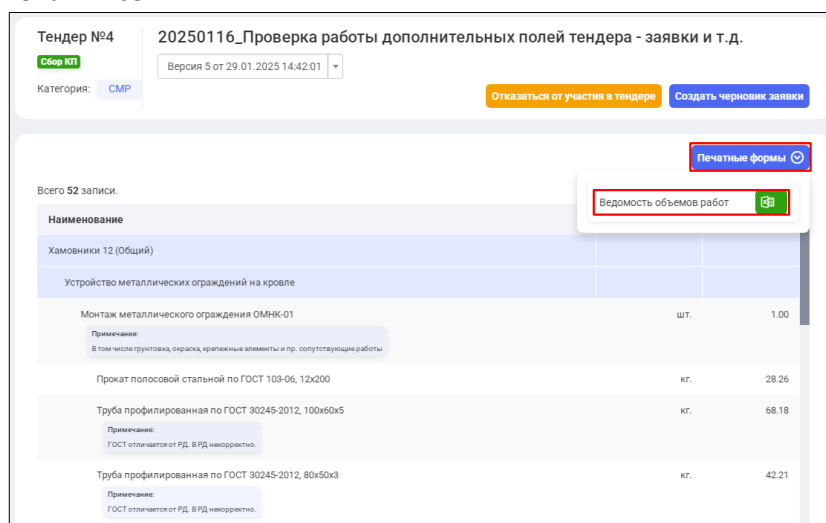 Тендер №4
20250116_Проверка работы дополнительных полей тендера - заявки и т.д.
Сбор КП
Версия 5 от 29.01.2025 14:42:01
Категория: СМР
Отказаться от участия в тендере
Создать черновик заявки
Печатные формы
Ведомость объемов работ
Всего 52 записи.
Наименование
Хамовники 12 (Общий)
Устройство металлических ограждений на кровле
Монтаж металлического ограждения ОМНК-01 шт. 1.00
Примечание:
В том числе грунтовка, окраска, крепежные элементы и пр. сопутствующие работы
Прокат полосовой стальной по ГОСТ 103-06, 12х200 кг. 28.26
Труба профилированная по ГОСТ 30245-2012, 100х60х5 кг. 68.18
Примечание:
ГОСТ отличается от РД. В РД некорректно.
Труба профилированная по ГОСТ 30245-2012, 80х50х3 кг. 42.21
Примечание:
ГОСТ отличается от РД. В РД некорректно.